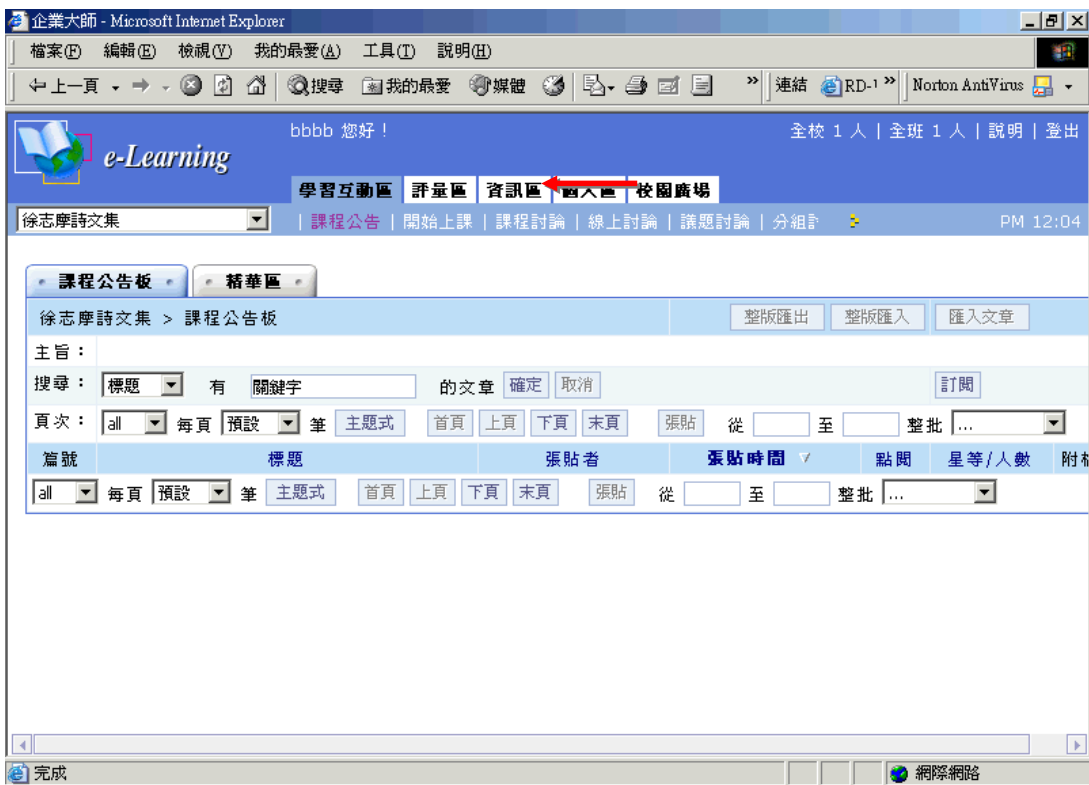 企業大師 - Microsoft Internet Explorer
檔案(F) 編輯(E) 檢視(V) 我的最愛(A) 工具(T) 說明(H)
上一頁 搜尋 我的最愛 媒體 » 連結 RD-1 » Norton AntiVirus
e-Learning
bbbb 您好！ 全校 1 人 | 全班 1 人 | 說明 | 登出
學習互動區 評量區 資訊區 個人區 校園廣場
徐志摩詩文集 | 課程公告 | 開始上課 | 課程討論 | 線上討論 | 議題討論 | 分組 PM 12:04
課程公告板 精華區
徐志摩詩文集 > 課程公告板 整版匯出 整版匯入 匯入文章
主旨：
搜尋： 標題 有 關鍵字 的文章 確定 取消 訂閱
頁次： all 每頁 預設 筆 主題式 首頁 上頁 下頁 末頁 張貼 從 至 整批 ...
篇號 標題 張貼者 張貼時間 ▽ 點閱 星等/人數 附
all 每頁 預設 筆 主題式 首頁 上頁 下頁 末頁 張貼 從 至 整批 ...
完成 網際網路